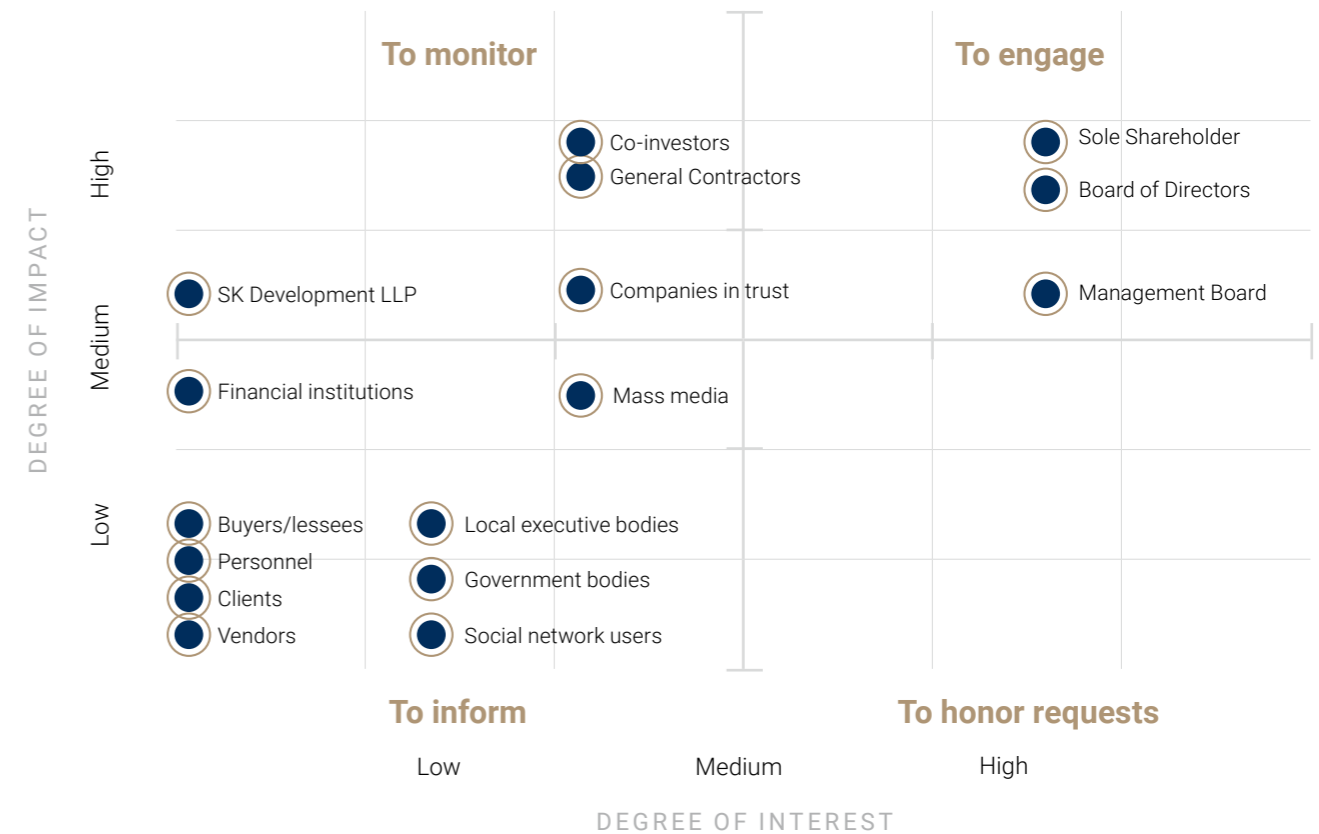 To monitor
To engage
DEGREE OF IMPACT
High
Medium
Low
Co-investors
General Contractors
Sole Shareholder
Board of Directors
SK Development LLP
Companies in trust
Management Board
Financial institutions
Mass media
Buyers/lessees
Personnel
Clients
Vendors
Local executive bodies
Government bodies
Social network users
To inform
To honor requests
Low
Medium
High
DEGREE OF INTEREST